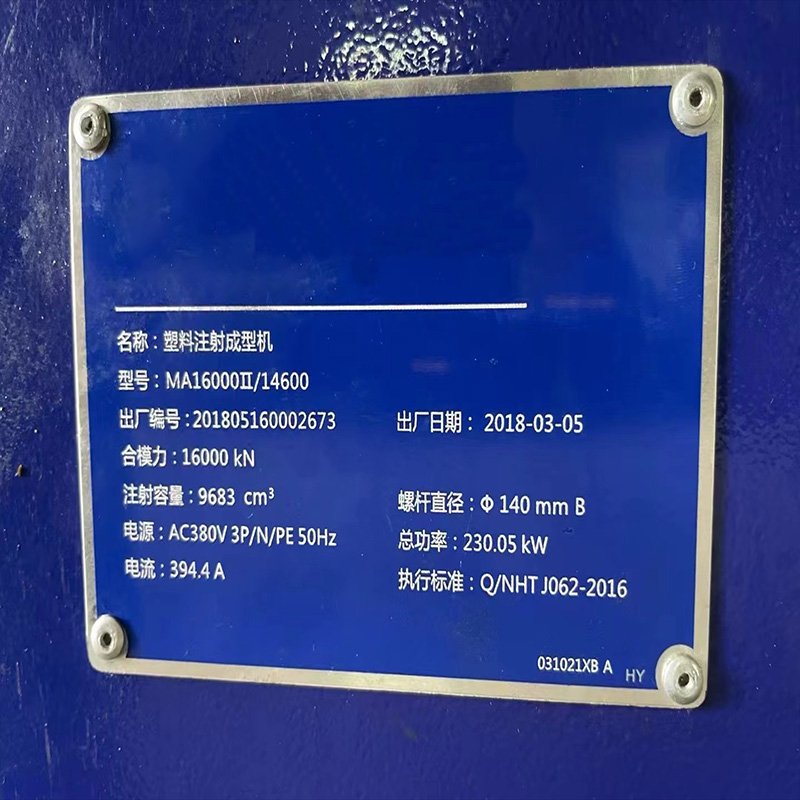 名称：塑料注射成型机
型号：MA16000Ⅱ/14600
出厂编号：201805160002673 出厂日期： 2018-03-05
合模力：16000 kN
注射容量：9683 cm³ 螺杆直径：Φ 140 mm B
电源：AC380V 3P/N/PE 50Hz 总功率：230.05 kW
电流：394.4 A 执行标准：Q/NHT J062-2016
031021XB A HY